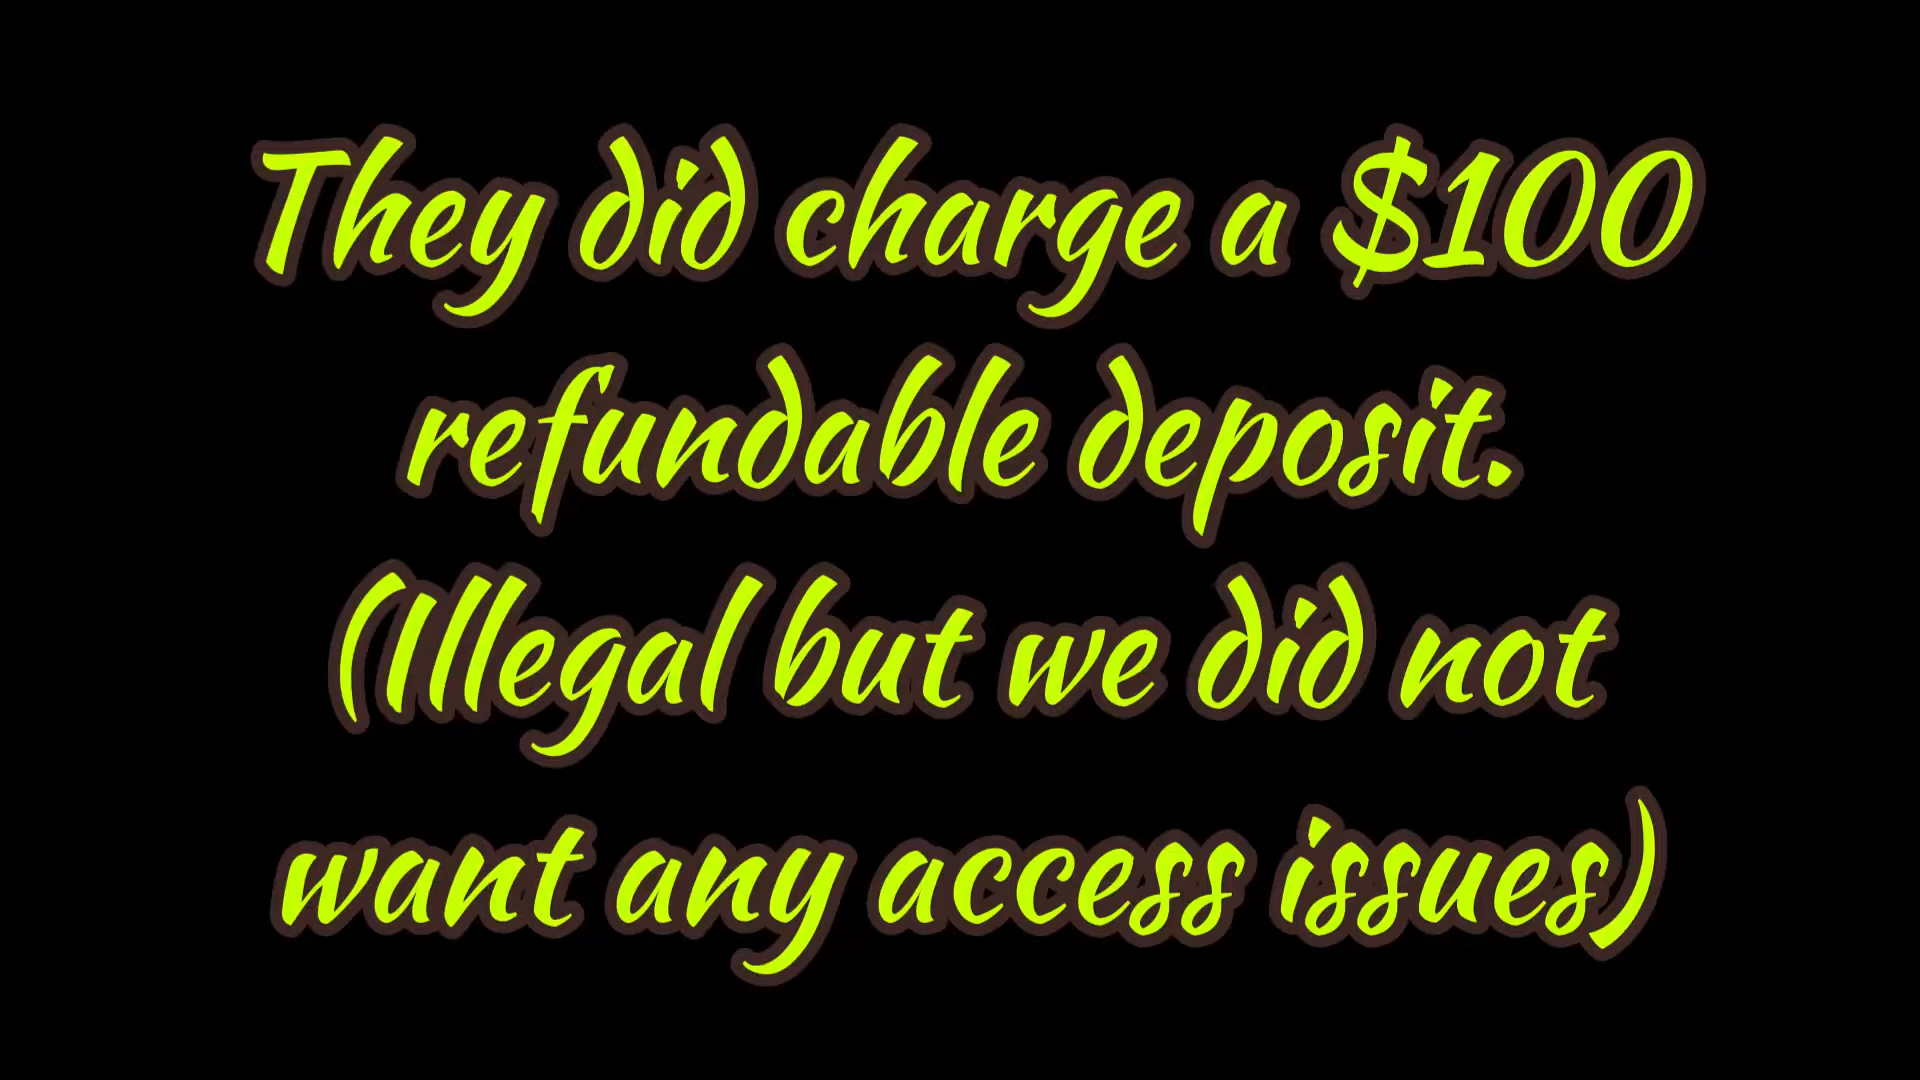 They did charge a $100
refundable deposit.
(Illegal but we did not
want any access issues)